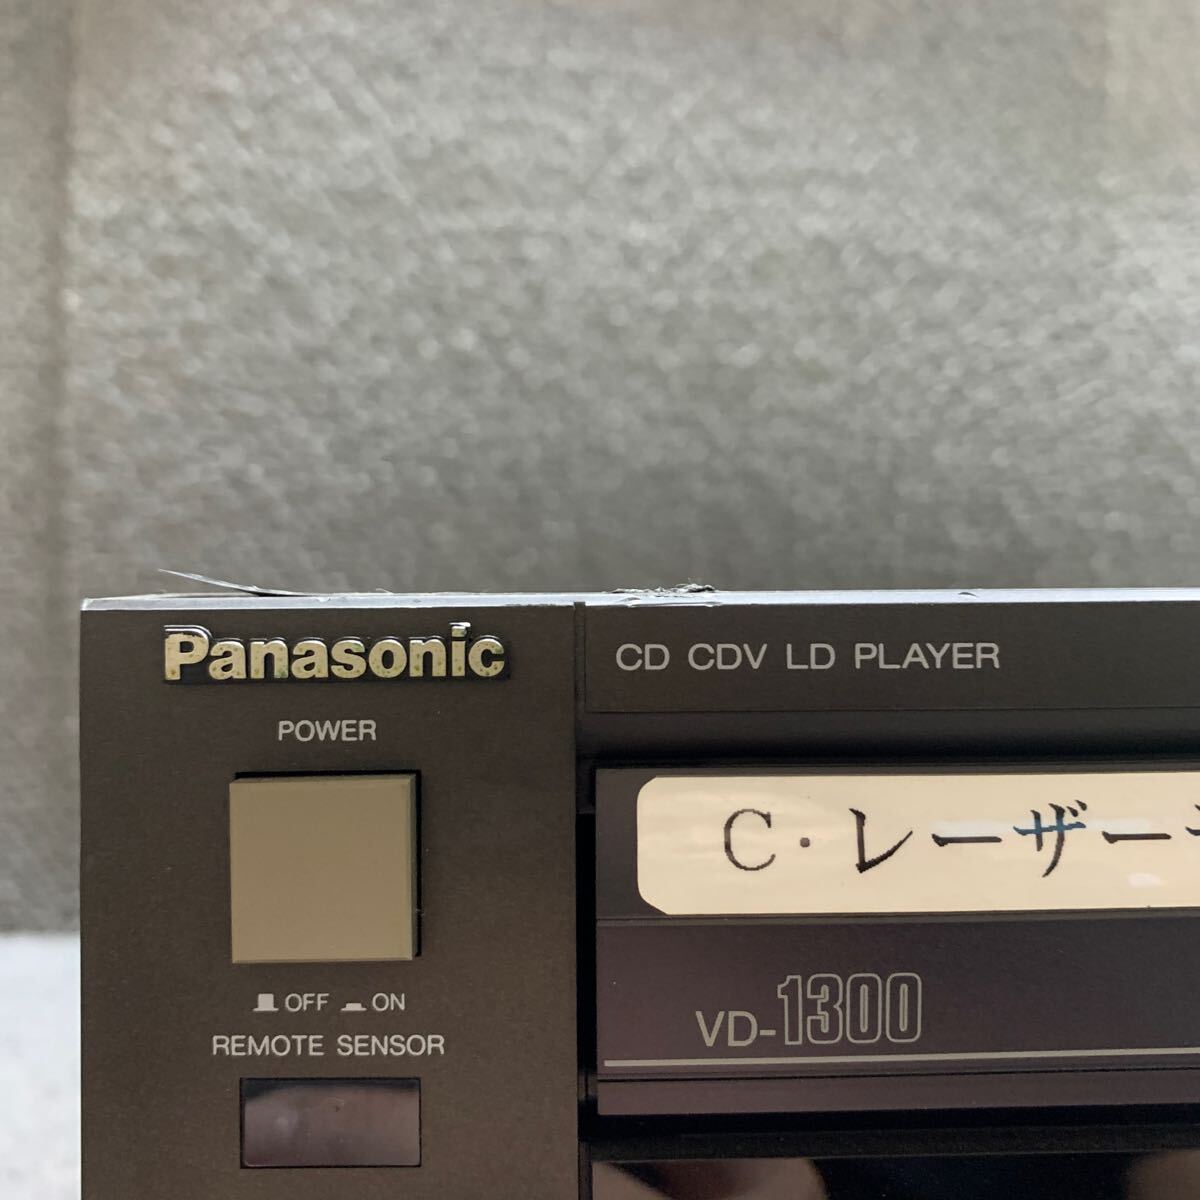 Panasonic
CD CDV LD PLAYER
POWER
C・レーザー
VD-1300
OFF ON
REMOTE SENSOR